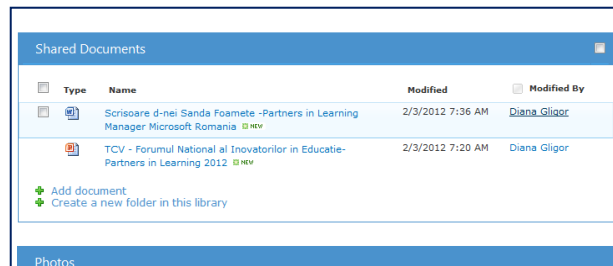 Shared Documents
Type Name Modified Modified By
Scrisoare d-nei Sanda Foamete -Partners in Learning 2/3/2012 7:36 AM Diana Gligor
Manager Microsoft Romania NEW
TCV - Forumul National al Inovatorilor in Educatie- 2/3/2012 7:20 AM Diana Gligor
Partners in Learning 2012 NEW
Add document
Create a new folder in this library
Photos